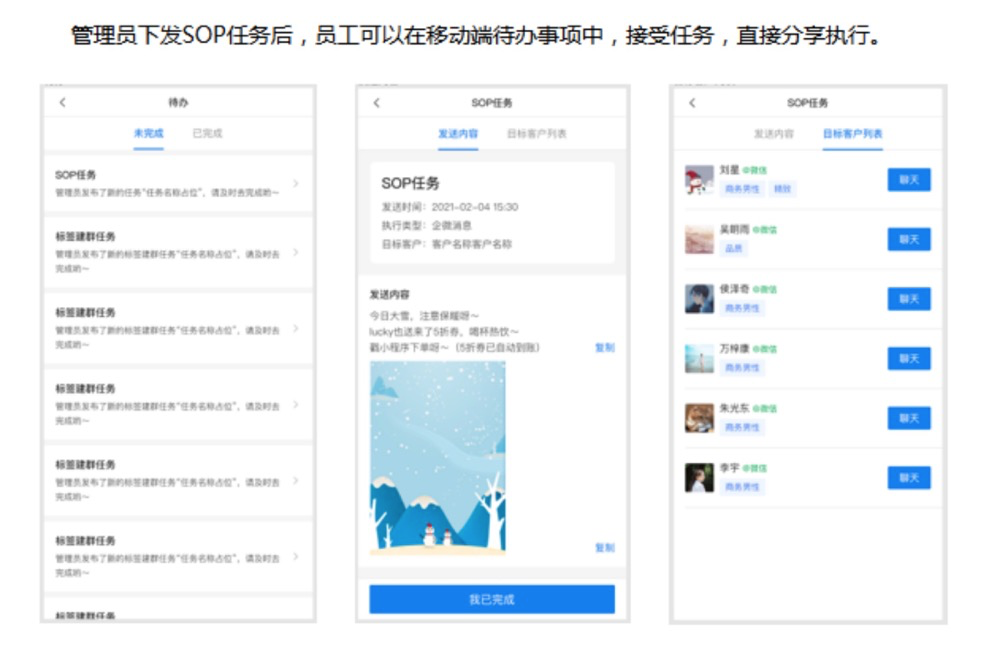 管理员下发SOP任务后，员工可以在移动端待办事项中，接受任务，直接分享执行。
待办
未完成
已完成
SOP任务
管理员发布了新的任务“任务名称占位”，请及时去完成哟～
标签建群任务
管理员发布了新的标签建群任务“任务名称占位”，请及时去
完成哟～
标签建群任务
管理员发布了新的标签建群任务“任务名称占位”，请及时去
完成哟～
标签建群任务
管理员发布了新的标签建群任务“任务名称占位”，请及时去
完成哟～
标签建群任务
管理员发布了新的标签建群任务“任务名称占位”，请及时去
完成哟～
标签建群任务
管理员发布了新的标签建群任务“任务名称占位”，请及时去
完成哟～
标签建群任务
SOP任务
发送内容
目标客户列表
SOP任务
发送时间：2021-02-04 15:30
执行类型：企微消息
目标客户：客户名称客户名称
发送内容
今日大雪，注意保暖呀～
lucky也送来了5折券，喝杯热饮～
戳小程序下单呀～（5折券已自动到账）
复制
复制
我已完成
SOP任务
发送内容
目标客户列表
刘星 @微信
商务男性
聊天
吴明雨 @微信
品质
聊天
侯泽奇 @微信
商务男性
聊天
万梓康 @微信
商务男性
聊天
朱光东 @微信
商务男性
聊天
李宇 @微信
商务男性
聊天